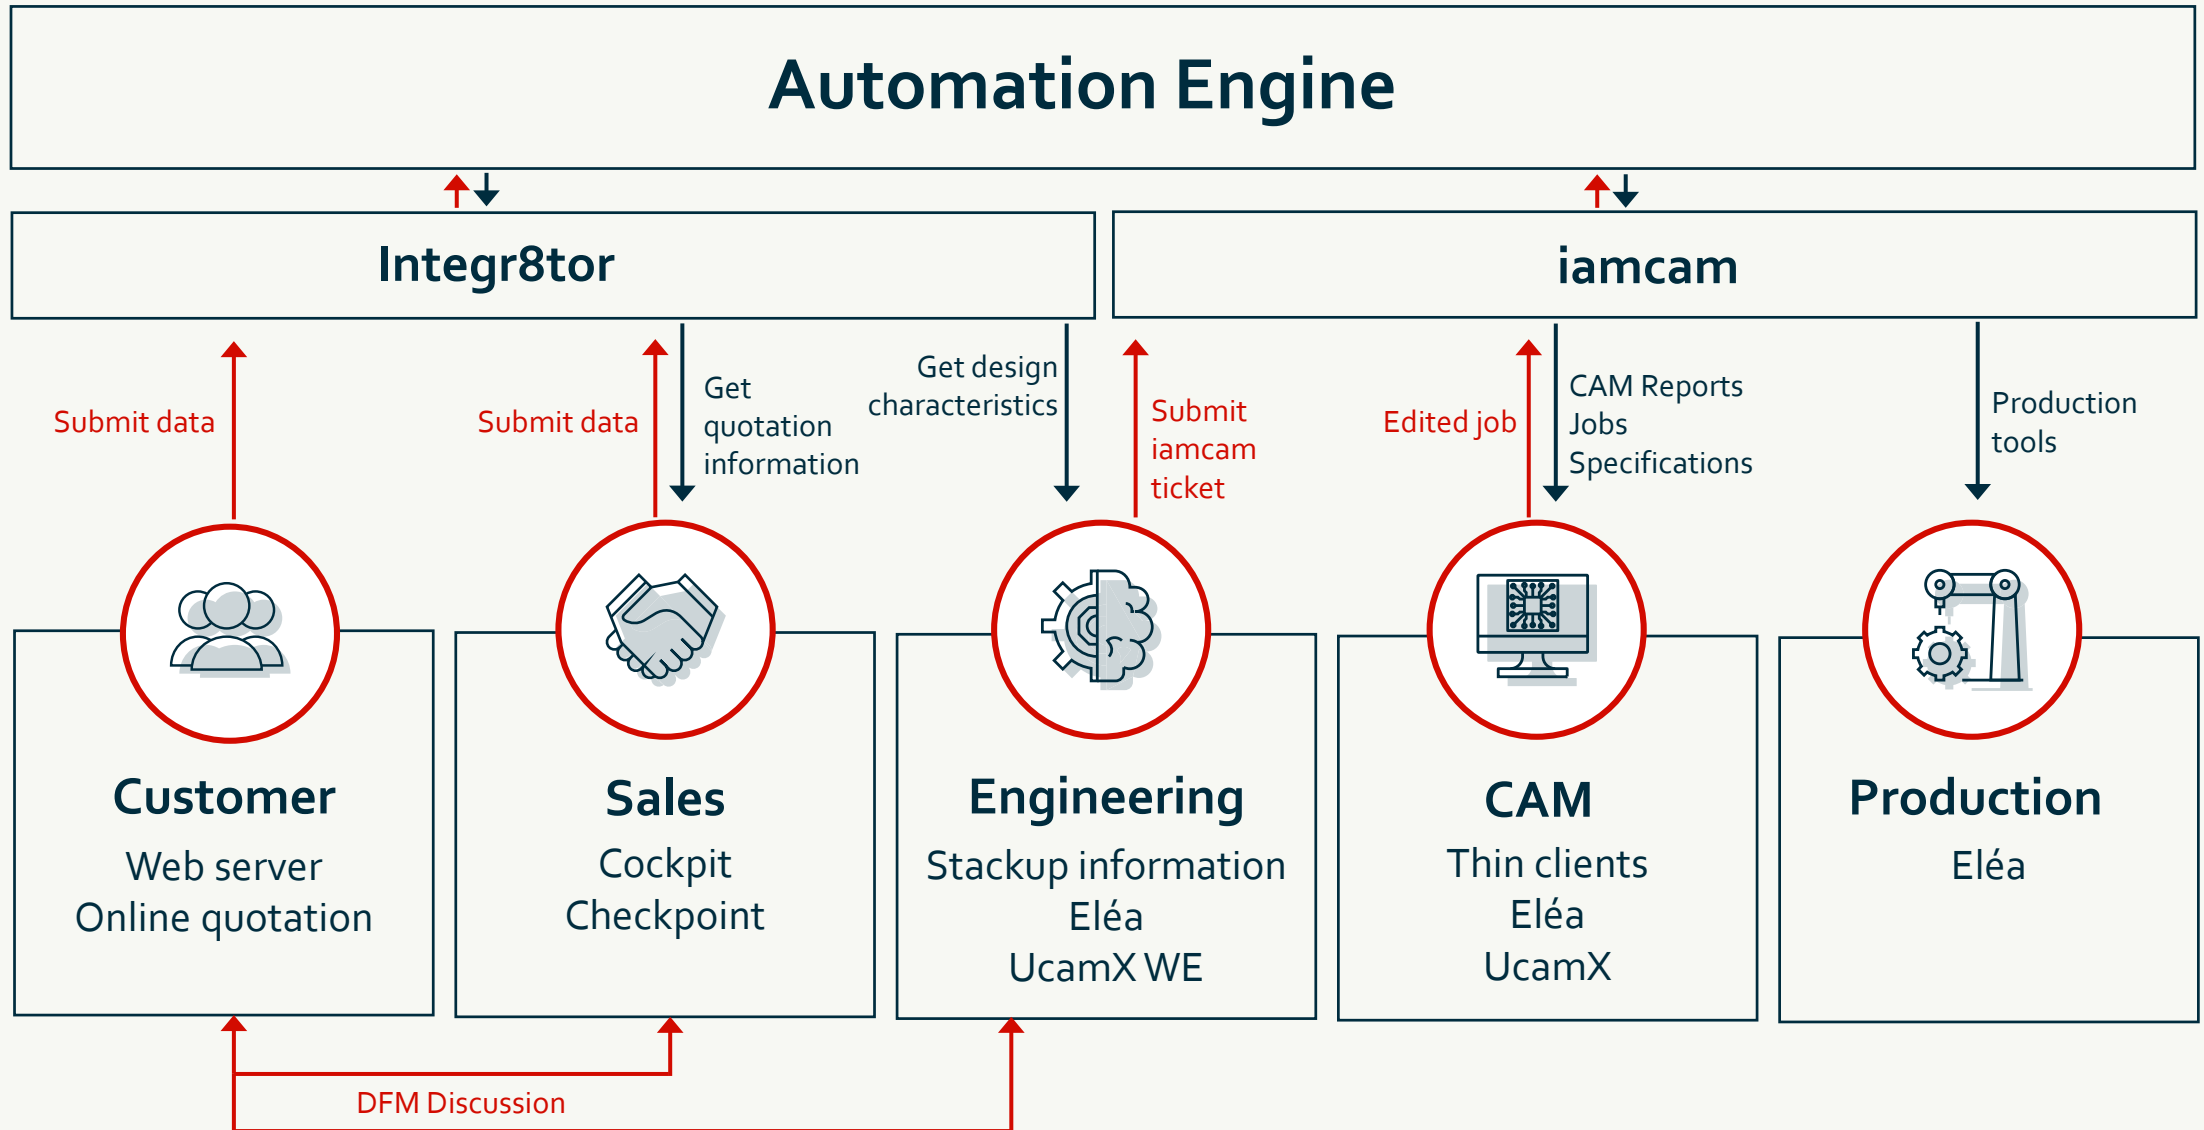 Automation Engine
Integr8tor
iamcam
Submit data
Submit data
Get
quotation
information
Get design
characteristics
Submit
iamcam
ticket
Edited job
CAM Reports
Jobs
Specifications
Production
tools
Customer
Web server
Online quotation
Sales
Cockpit
Checkpoint
Engineering
Stackup information
Eléa
UcamX WE
CAM
Thin clients
Eléa
UcamX
Production
Eléa
DFM Discussion